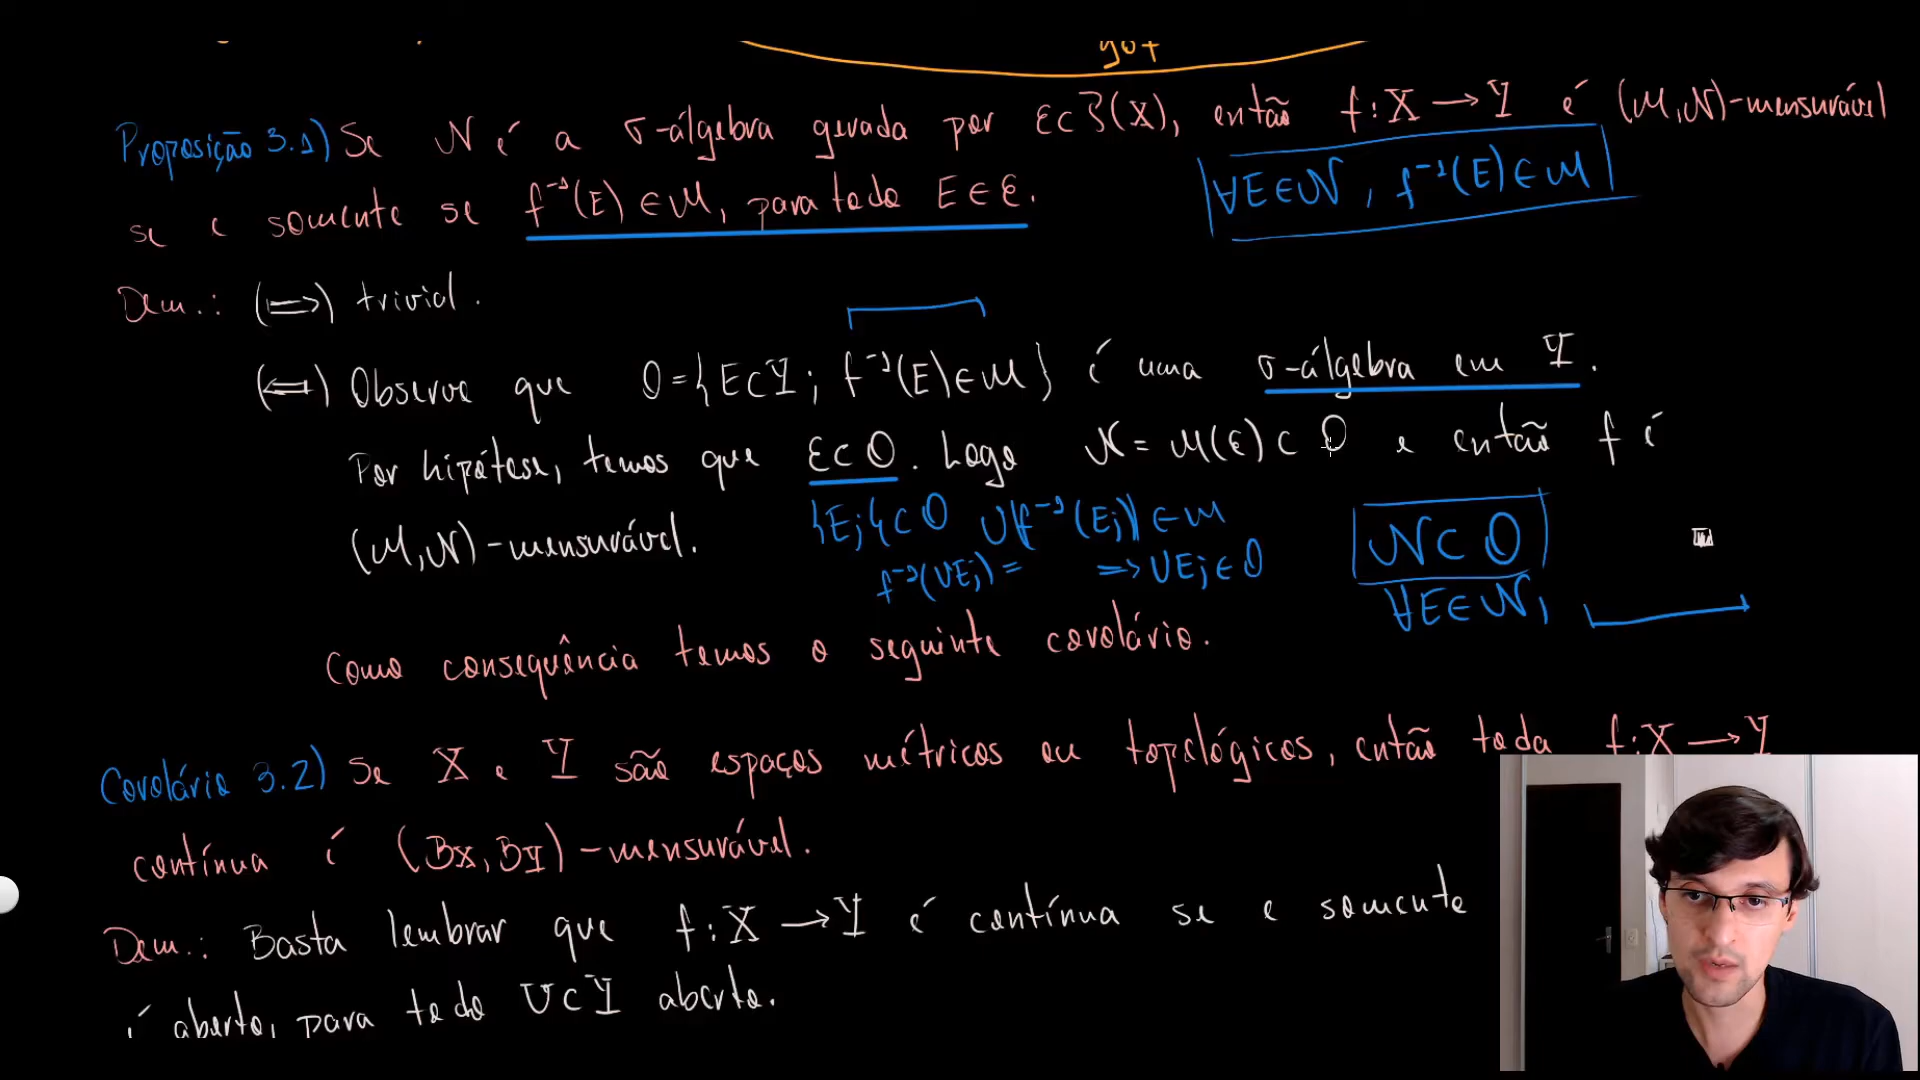 gof
Proposição 3.1) Se 𝒩 é a σ-álgebra gerada por ℰ⊂𝒫(X), então f:X→Y é (ℳ,𝒩)-mensurável
se e somente se f⁻¹(E)∈ℳ, para todo E∈ℰ.
∀E∈𝒩, f⁻¹(E)∈ℳ
Dem.: (⟹) trivial.
(⟸) Observe que 𝒪={E⊂Y; f⁻¹(E)∈ℳ} é uma σ-álgebra em Y.
Por hipótese, temos que ℰ⊂𝒪. Logo 𝒩=ℳ(ℰ)⊂𝒪 e então f é
(ℳ,𝒩)-mensurável.
{Ej}⊂𝒪 ∪(f⁻¹(Ej))∈ℳ
f⁻¹(∪Ej)= ⟹∪Ej∈𝒪
𝒩⊂𝒪
∀E∈𝒩,
Como consequência temos o seguinte corolário.
Corolário 3.2) Se X e Y são espaços métricos ou topológicos, então toda f:X→Y
contínua é (BX,BY)-mensurável.
Dem.: Basta lembrar que f:X→Y é contínua se e somente
é aberto, para todo U⊂Y aberto.